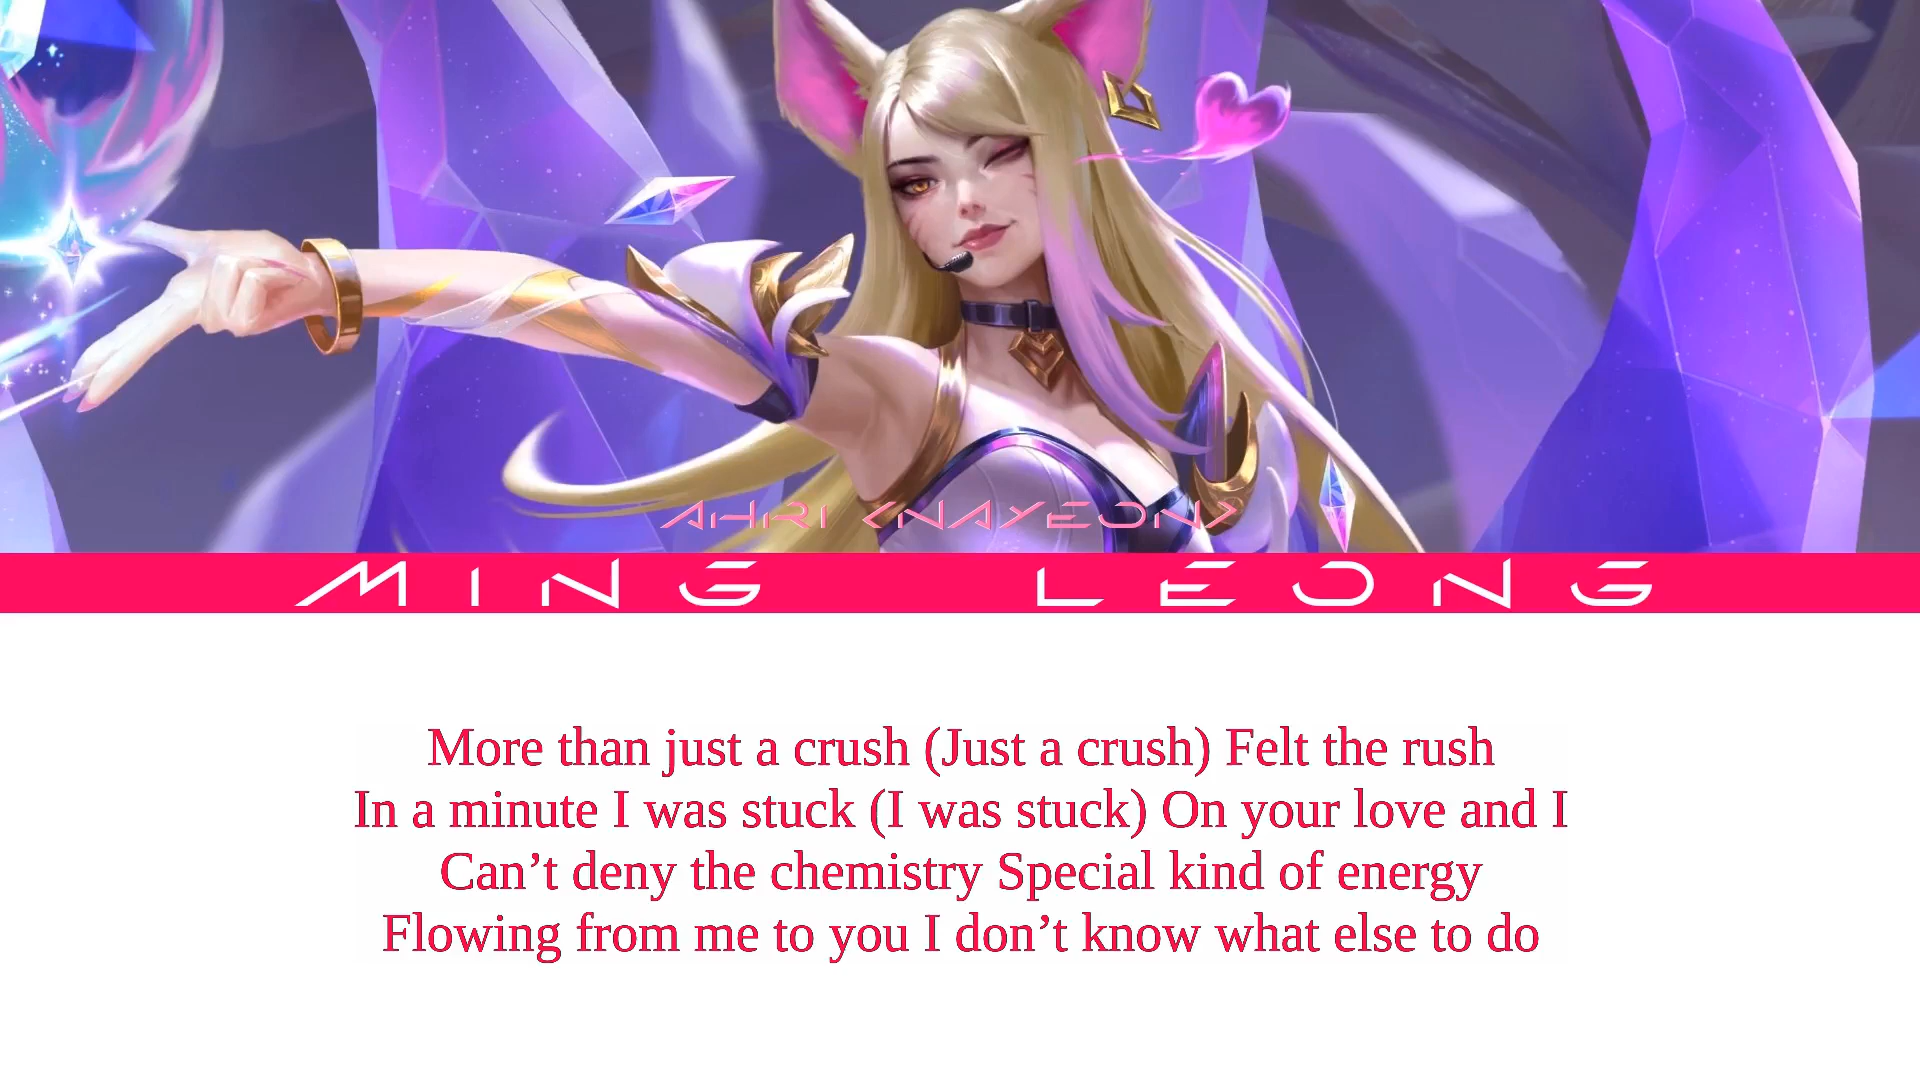 AHRI <NAYEON>
MING LEONG
More than just a crush (Just a crush) Felt the rush
In a minute I was stuck (I was stuck) On your love and I
Can’t deny the chemistry Special kind of energy
Flowing from me to you I don’t know what else to do